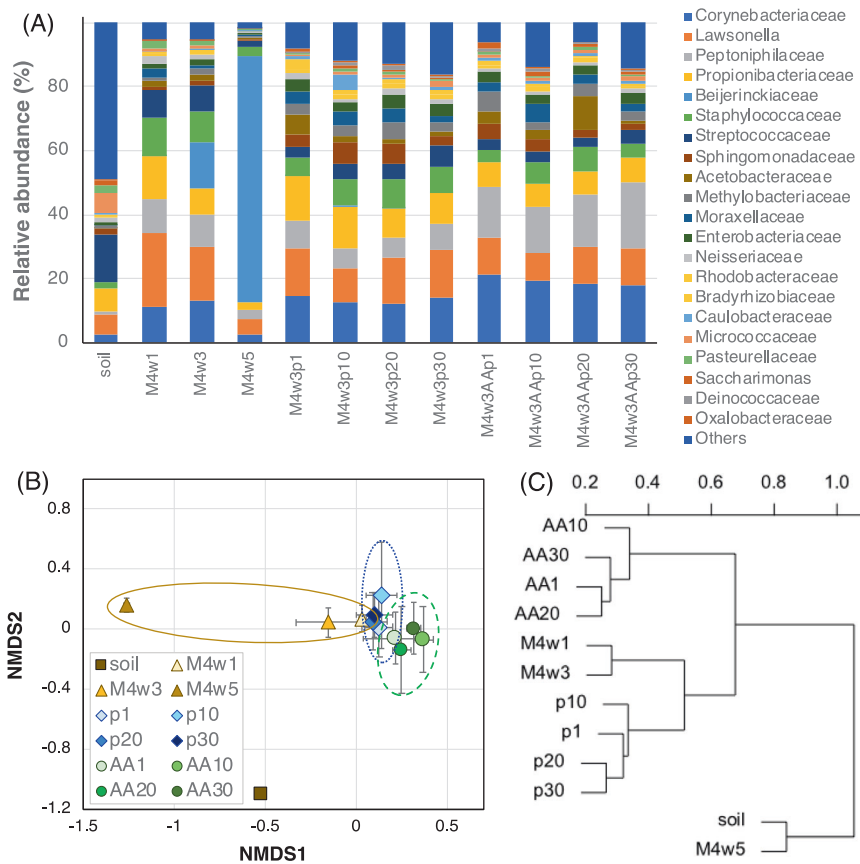 (A)
Relative abundance (%)
80
60
40
20
0
soil
M4w1
M4w3
M4w5
M4w3p1
M4w3p10
M4w3p20
M4w3p30
M4w3AAp1
M4w3AAp10
M4w3AAp20
M4w3AAp30
Corynebacteriaceae
Lawsonella
Peptoniphilaceae
Propionibacteriaceae
Beijerinckiaceae
Staphylococcaceae
Streptococcaceae
Sphingomonadaceae
Acetobacteraceae
Methylobacteriaceae
Moraxellaceae
Enterobacteriaceae
Neisseriaceae
Rhodobacteraceae
Bradyrhizobiaceae
Caulobacteraceae
Micrococcaceae
Pasteurellaceae
Saccharimonas
Deinococcaceae
Oxalobacteraceae
Others
(B)
NMDS2
0.8
0.4
0
-0.4
-0.8
-1.2
-1.5
-1
-0.5
0
0.5
NMDS1
soil
M4w1
M4w3
M4w5
p1
p10
p20
p30
AA1
AA10
AA20
AA30
(C)
0.2 0.4 0.6 0.8 1.0
AA10
AA30
AA1
AA20
M4w1
M4w3
p10
p1
p20
p30
soil
M4w5